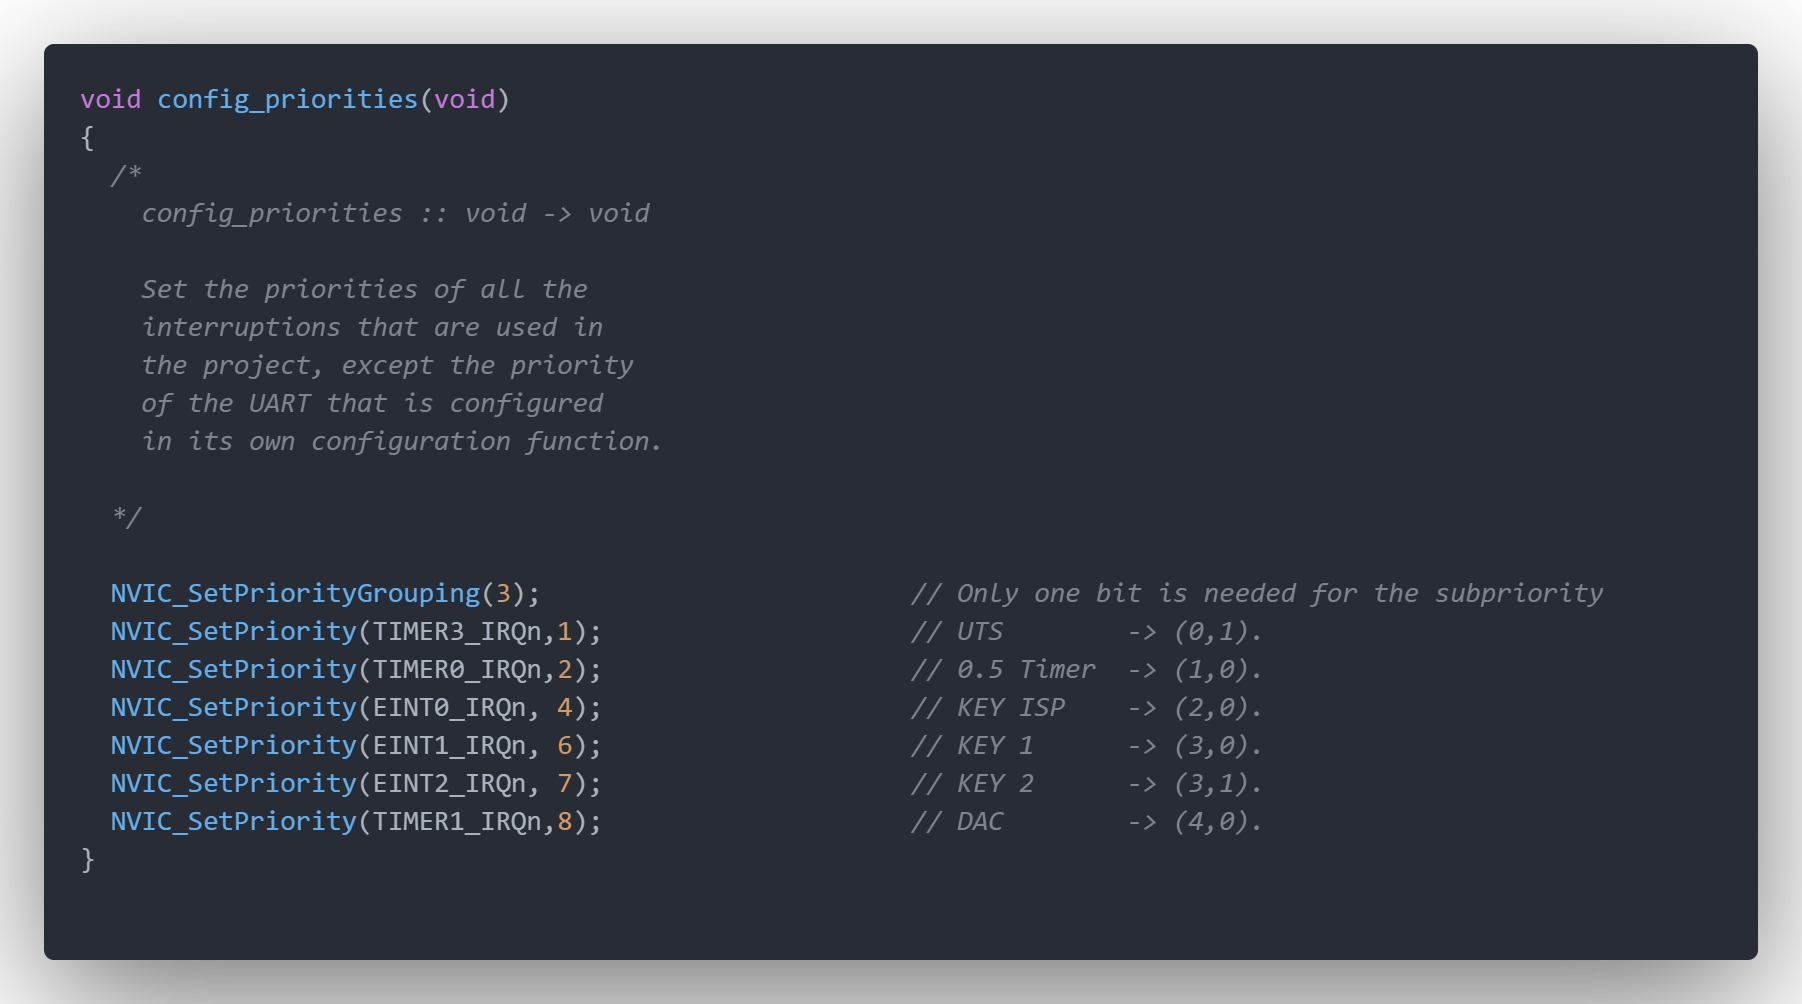 void config_priorities(void)
{
  /*
    config_priorities :: void -> void

    Set the priorities of all the
    interruptions that are used in
    the project, except the priority
    of the UART that is configured
    in its own configuration function.

  */

  NVIC_SetPriorityGrouping(3);                        // Only one bit is needed for the subpriority
  NVIC_SetPriority(TIMER3_IRQn,1);                    // UTS        -> (0,1).
  NVIC_SetPriority(TIMER0_IRQn,2);                    // 0.5 Timer  -> (1,0).
  NVIC_SetPriority(EINT0_IRQn, 4);                    // KEY ISP    -> (2,0).
  NVIC_SetPriority(EINT1_IRQn, 6);                    // KEY 1      -> (3,0).
  NVIC_SetPriority(EINT2_IRQn, 7);                    // KEY 2      -> (3,1).
  NVIC_SetPriority(TIMER1_IRQn,8);                    // DAC        -> (4,0).
}